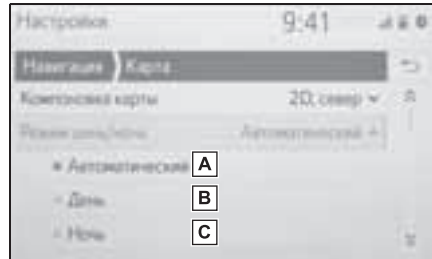 Настройки 9:41
Навигация Карта
Компоновка карты 2D, север
Режим день/ночь Автоматический
Автоматический A
День B
Ночь C